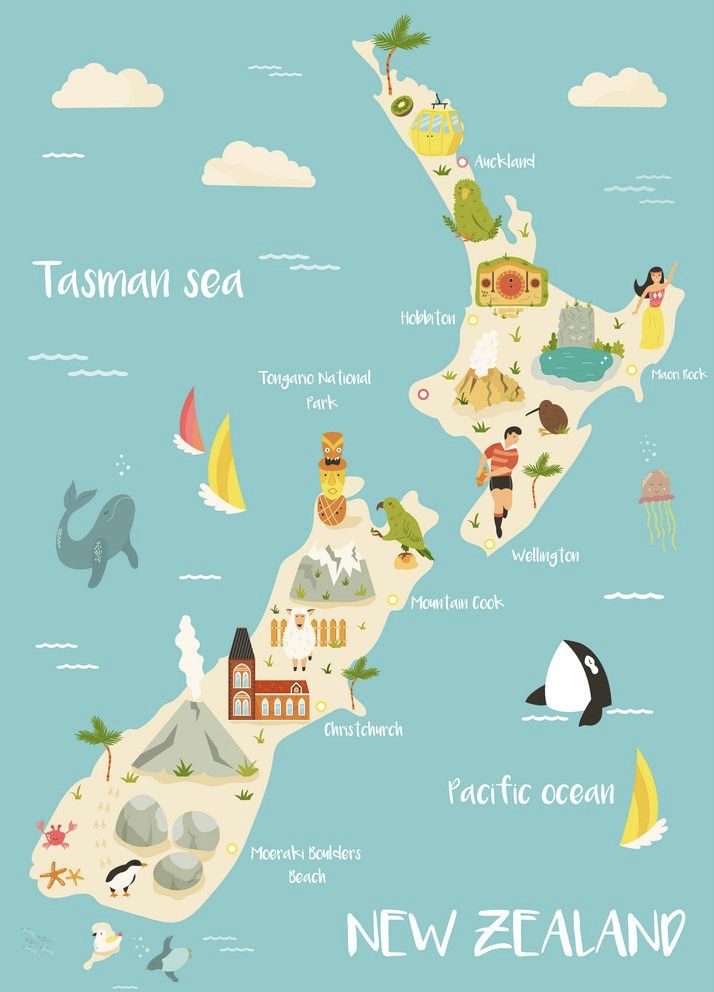 Auckland
Tasman sea
Hobbiton
Maori Rock
Tongario National
Park
Wellington
Mountain Cook
Christchurch
Pacific ocean
Moeraki Boulders
Beach
NEW ZEALAND